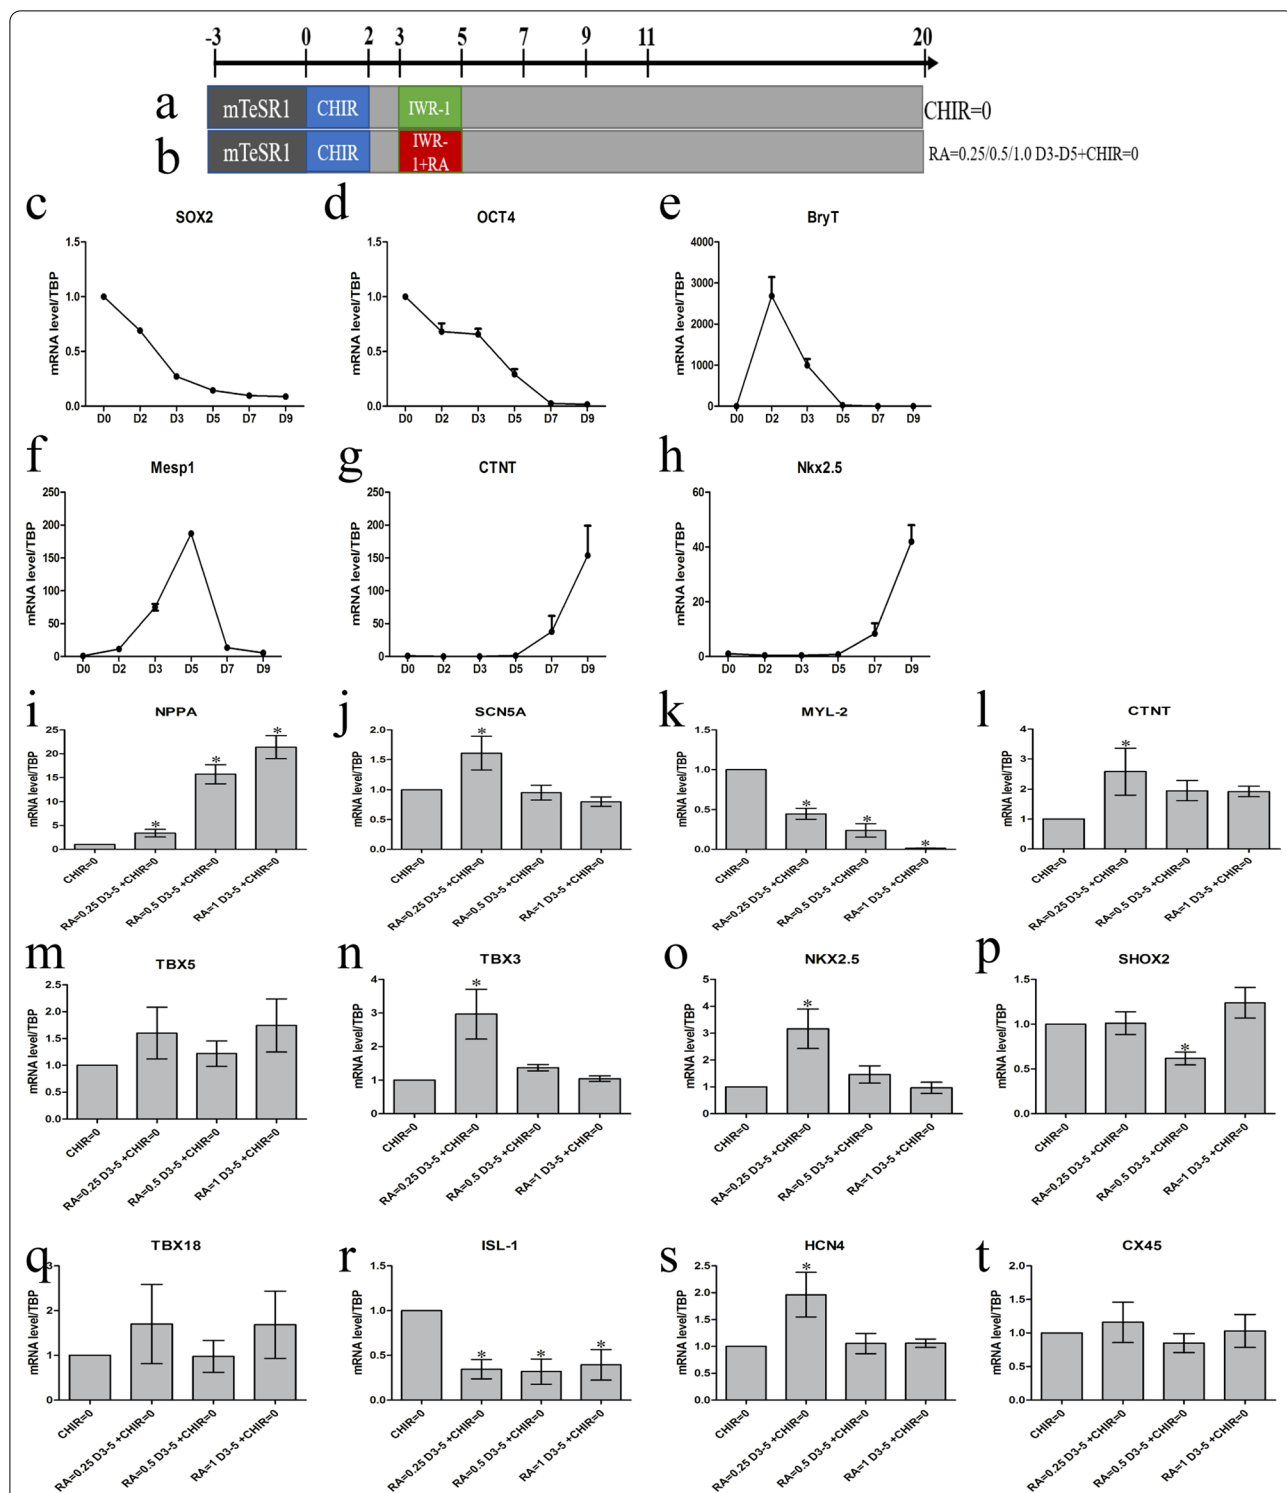 -3 0 2 3 5 7 9 11 20
a mTeSR1 CHIR IWR-1 CHIR=0
b mTeSR1 CHIR IWR-1+RA RA=0.25/0.5/1.0 D3-D5+CHIR=0
c SOX2
mRNA level/TBP
1.5
1.0
0.5
0.0
D0 D2 D3 D5 D7 D9
d OCT4
mRNA level/TBP
1.5
1.0
0.5
0.0
D0 D2 D3 D5 D7 D9
e BryT
mRNA level/TBP
4000
3000
2000
1000
0
D0 D2 D3 D5 D7 D9
f Mesp1
mRNA level/TBP
250
200
150
100
50
0
D0 D2 D3 D5 D7 D9
g CTNT
mRNA level/TBP
250
200
150
100
50
0
D0 D2 D3 D5 D7 D9
h Nkx2.5
mRNA level/TBP
60
40
20
0
D0 D2 D3 D5 D7 D9
i NPPA
mRNA level/TBP
25
20
15
10
5
0
* * *
CHIR=0
RA=0.25 D3-5 +CHIR=0
RA=0.5 D3-5 +CHIR=0
RA=1 D3-5 +CHIR=0
j SCN5A
mRNA level/TBP
2.0
1.5
1.0
0.5
0.0
*
CHIR=0
RA=0.25 D3-5 +CHIR=0
RA=0.5 D3-5 +CHIR=0
RA=1 D3-5 +CHIR=0
k MYL-2
mRNA level/TBP
1.5
1.0
0.5
0.0
* * *
CHIR=0
RA=0.25 D3-5 +CHIR=0
RA=0.5 D3-5 +CHIR=0
RA=1 D3-5 +CHIR=0
l CTNT
mRNA level/TBP
4
3
2
1
0
*
CHIR=0
RA=0.25 D3-5 +CHIR=0
RA=0.5 D3-5 +CHIR=0
RA=1 D3-5 +CHIR=0
m TBX5
mRNA level/TBP
2.5
2.0
1.5
1.0
0.5
0.0
CHIR=0
RA=0.25 D3-5 +CHIR=0
RA=0.5 D3-5 +CHIR=0
RA=1 D3-5 +CHIR=0
n TBX3
mRNA level/TBP
4
3
2
1
0
*
CHIR=0
RA=0.25 D3-5 +CHIR=0
RA=0.5 D3-5 +CHIR=0
RA=1 D3-5 +CHIR=0
o NKX2.5
mRNA level/TBP
5
4
3
2
1
0
*
CHIR=0
RA=0.25 D3-5 +CHIR=0
RA=0.5 D3-5 +CHIR=0
RA=1 D3-5 +CHIR=0
p SHOX2
mRNA level/TBP
1.5
1.0
0.5
0.0
*
CHIR=0
RA=0.25 D3-5 +CHIR=0
RA=0.5 D3-5 +CHIR=0
RA=1 D3-5 +CHIR=0
q TBX18
mRNA level/TBP
3
2
1
0
CHIR=0
RA=0.25 D3-5 +CHIR=0
RA=0.5 D3-5 +CHIR=0
RA=1 D3-5 +CHIR=0
r ISL-1
mRNA level/TBP
1.5
1.0
0.5
0.0
* * *
CHIR=0
RA=0.25 D3-5 +CHIR=0
RA=0.5 D3-5 +CHIR=0
RA=1 D3-5 +CHIR=0
s HCN4
mRNA level/TBP
2.5
2.0
1.5
1.0
0.5
0.0
*
CHIR=0
RA=0.25 D3-5 +CHIR=0
RA=0.5 D3-5 +CHIR=0
RA=1 D3-5 +CHIR=0
t CX45
mRNA level/TBP
2.0
1.5
1.0
0.5
0.0
CHIR=0
RA=0.25 D3-5 +CHIR=0
RA=0.5 D3-5 +CHIR=0
RA=1 D3-5 +CHIR=0